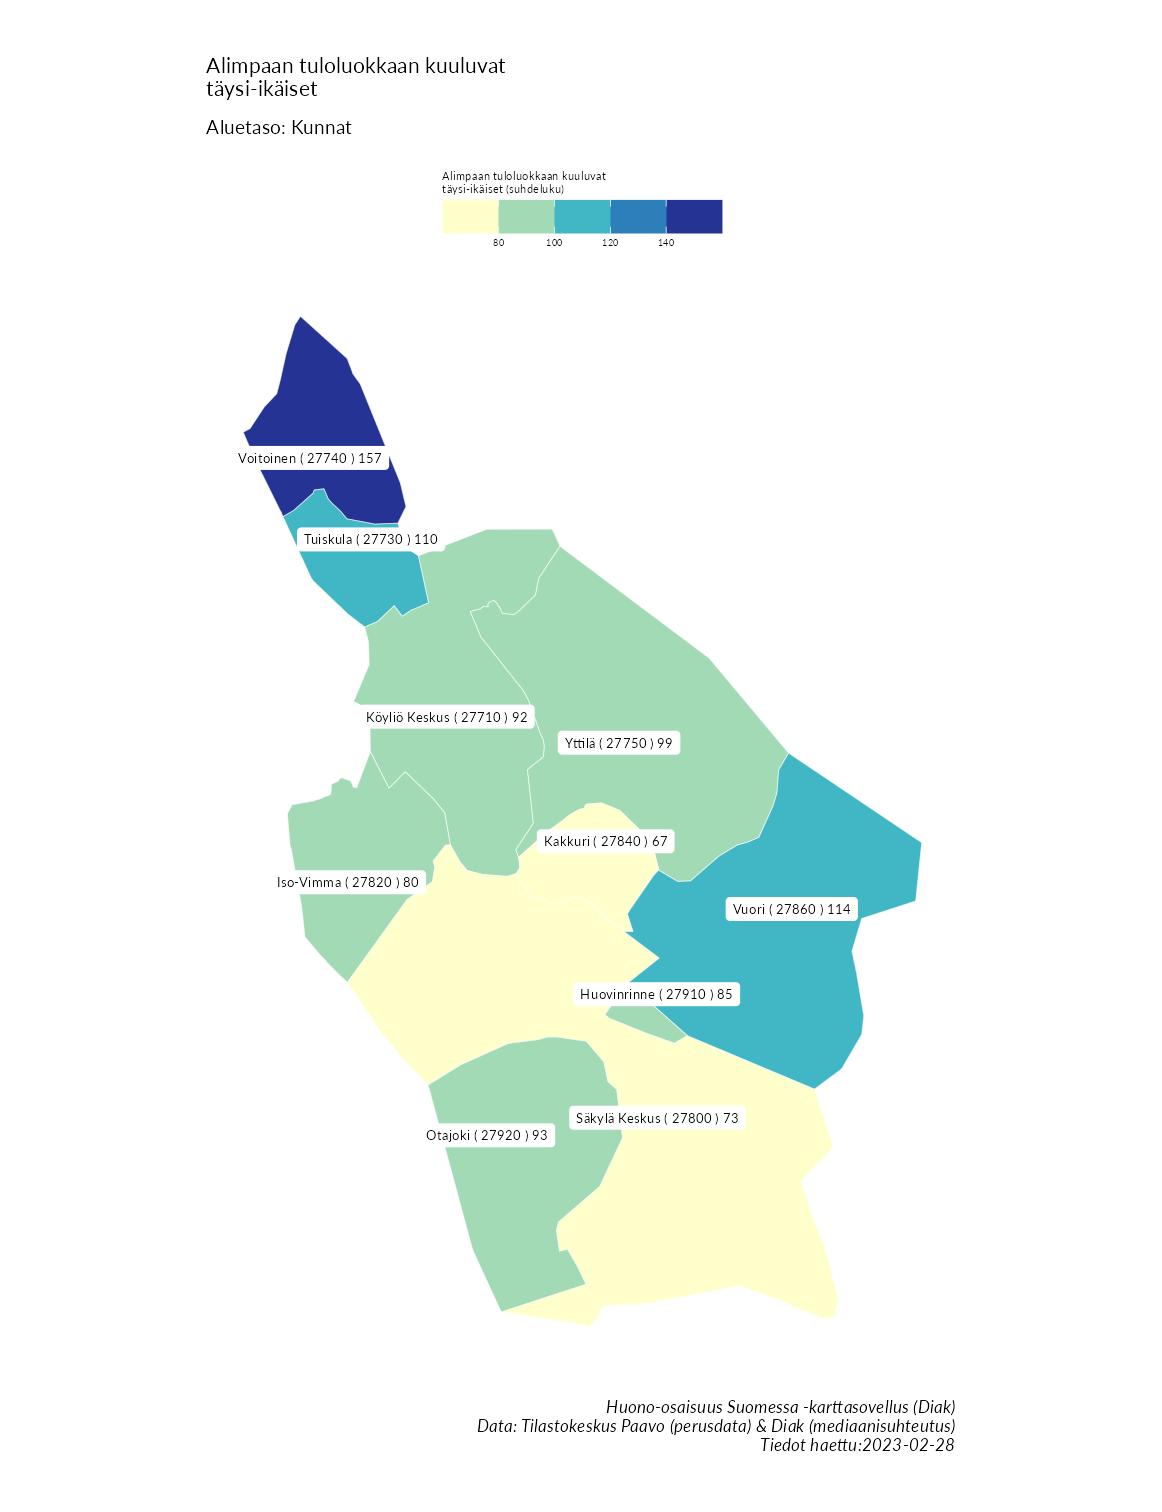 Alimpaan tuloluokkaan kuuluvat
täysi-ikäiset
Aluetaso: Kunnat
Alimpaan tuloluokkaan kuuluvat
täysi-ikäiset (suhdeluku)
80 100 120 140
Voitoinen ( 27740 ) 157
Tuiskula ( 27730 ) 110
Köyliö Keskus ( 27710 ) 92
Yttilä ( 27750 ) 99
Kakkuri ( 27840 ) 67
Iso-Vimma ( 27820 ) 80
Vuori ( 27860 ) 114
Huovinrinne ( 27910 ) 85
Säkylä Keskus ( 27800 ) 73
Otajoki ( 27920 ) 93
Huono-osaisuus Suomessa -karttasovellus (Diak)
Data: Tilastokeskus Paavo (perusdata) & Diak (mediaanisuhteutus)
Tiedot haettu:2023-02-28